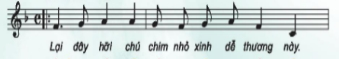 Lại đây hỡi chú chim nhỏ xinh dễ thương này.